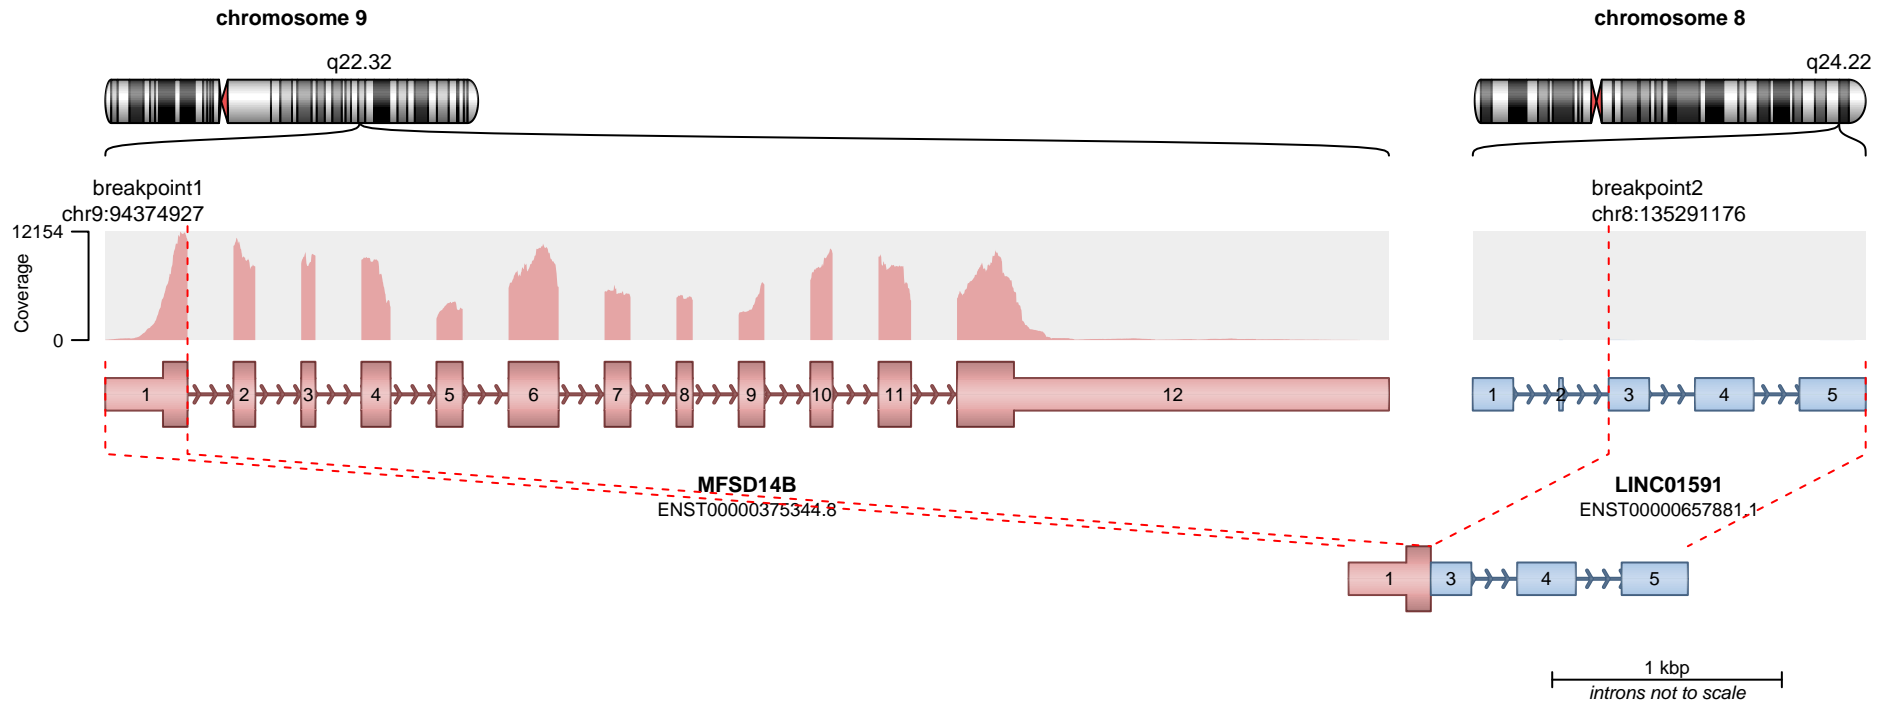 chromosome 9
chromosome 8
q22.32
q24.22
breakpoint1
chr9:94374927
breakpoint2
chr8:135291176
12154
Coverage
0
1 2 3 4 5 6 7 8 9 10 11 12
1 2 3 4 5
MFSD14B
ENST00000375344.8
LINC01591
ENST00000657881.1
1 3 4 5
1 kbp
introns not to scale